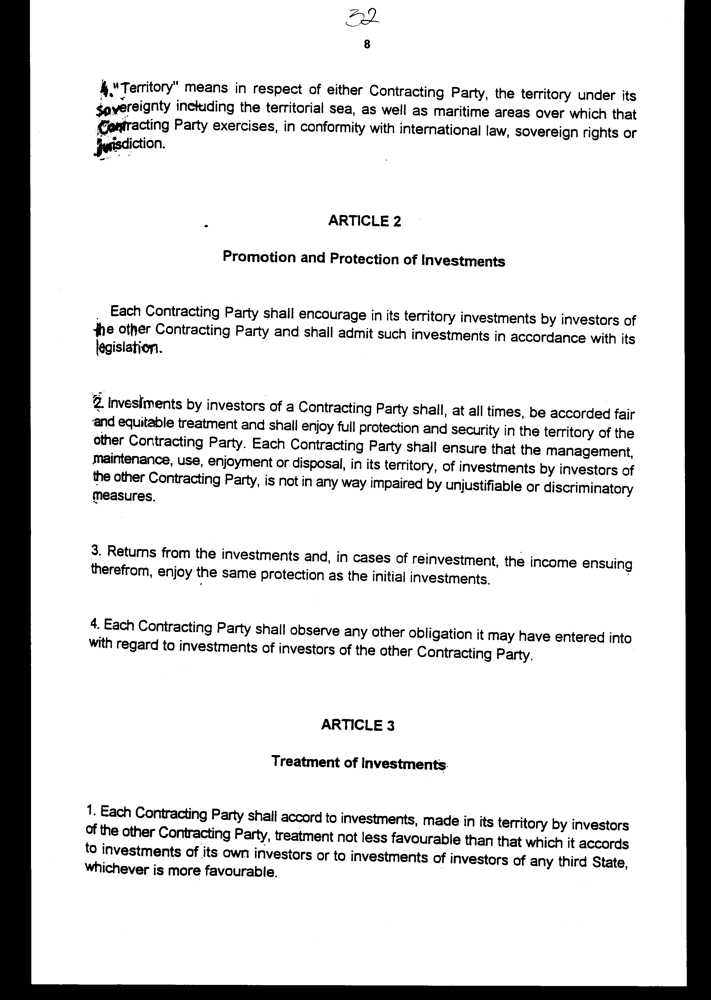 32
8
4. "Territory" means in respect of either Contracting Party, the territory under its
sovereignty including the territorial sea, as well as maritime areas over which that
Contracting Party exercises, in conformity with international law, sovereign rights or
jurisdiction.
ARTICLE 2
Promotion and Protection of Investments
Each Contracting Party shall encourage in its territory investments by investors of
the other Contracting Party and shall admit such investments in accordance with its
legislation.
2. Investments by investors of a Contracting Party shall, at all times, be accorded fair
and equitable treatment and shall enjoy full protection and security in the territory of the
other Contracting Party. Each Contracting Party shall ensure that the management,
maintenance, use, enjoyment or disposal, in its territory, of investments by investors of
the other Contracting Party, is not in any way impaired by unjustifiable or discriminatory
measures.
3. Returns from the investments and, in cases of reinvestment, the income ensuing
therefrom, enjoy the same protection as the initial investments.
4. Each Contracting Party shall observe any other obligation it may have entered into
with regard to investments of investors of the other Contracting Party.
ARTICLE 3
Treatment of Investments
1. Each Contracting Party shall accord to investments, made in its territory by investors
of the other Contracting Party, treatment not less favourable than that which it accords
to investments of its own investors or to investments of investors of any third State,
whichever is more favourable.